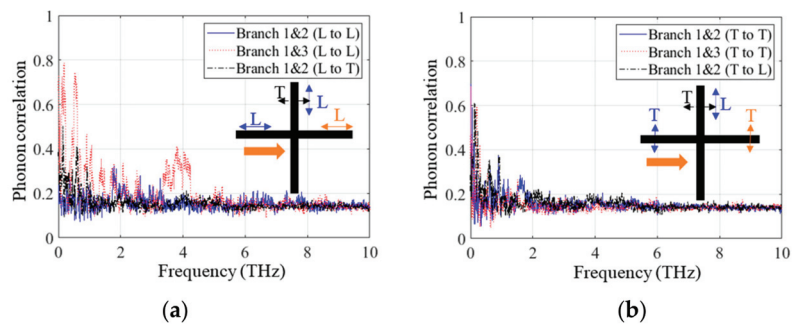 1
0.8
0.6
0.4
0.2
0
0 2 4 6 8 10
Phonon correlation
Frequency (THz)
Branch 1&2 (L to L)
Branch 1&3 (L to L)
Branch 1&2 (L to T)
T
L
L
L
(a)
1
0.8
0.6
0.4
0.2
0
0 2 4 6 8 10
Phonon correlation
Frequency (THz)
Branch 1&2 (T to T)
Branch 1&3 (T to T)
Branch 1&2 (T to L)
T
L
T
T
(b)